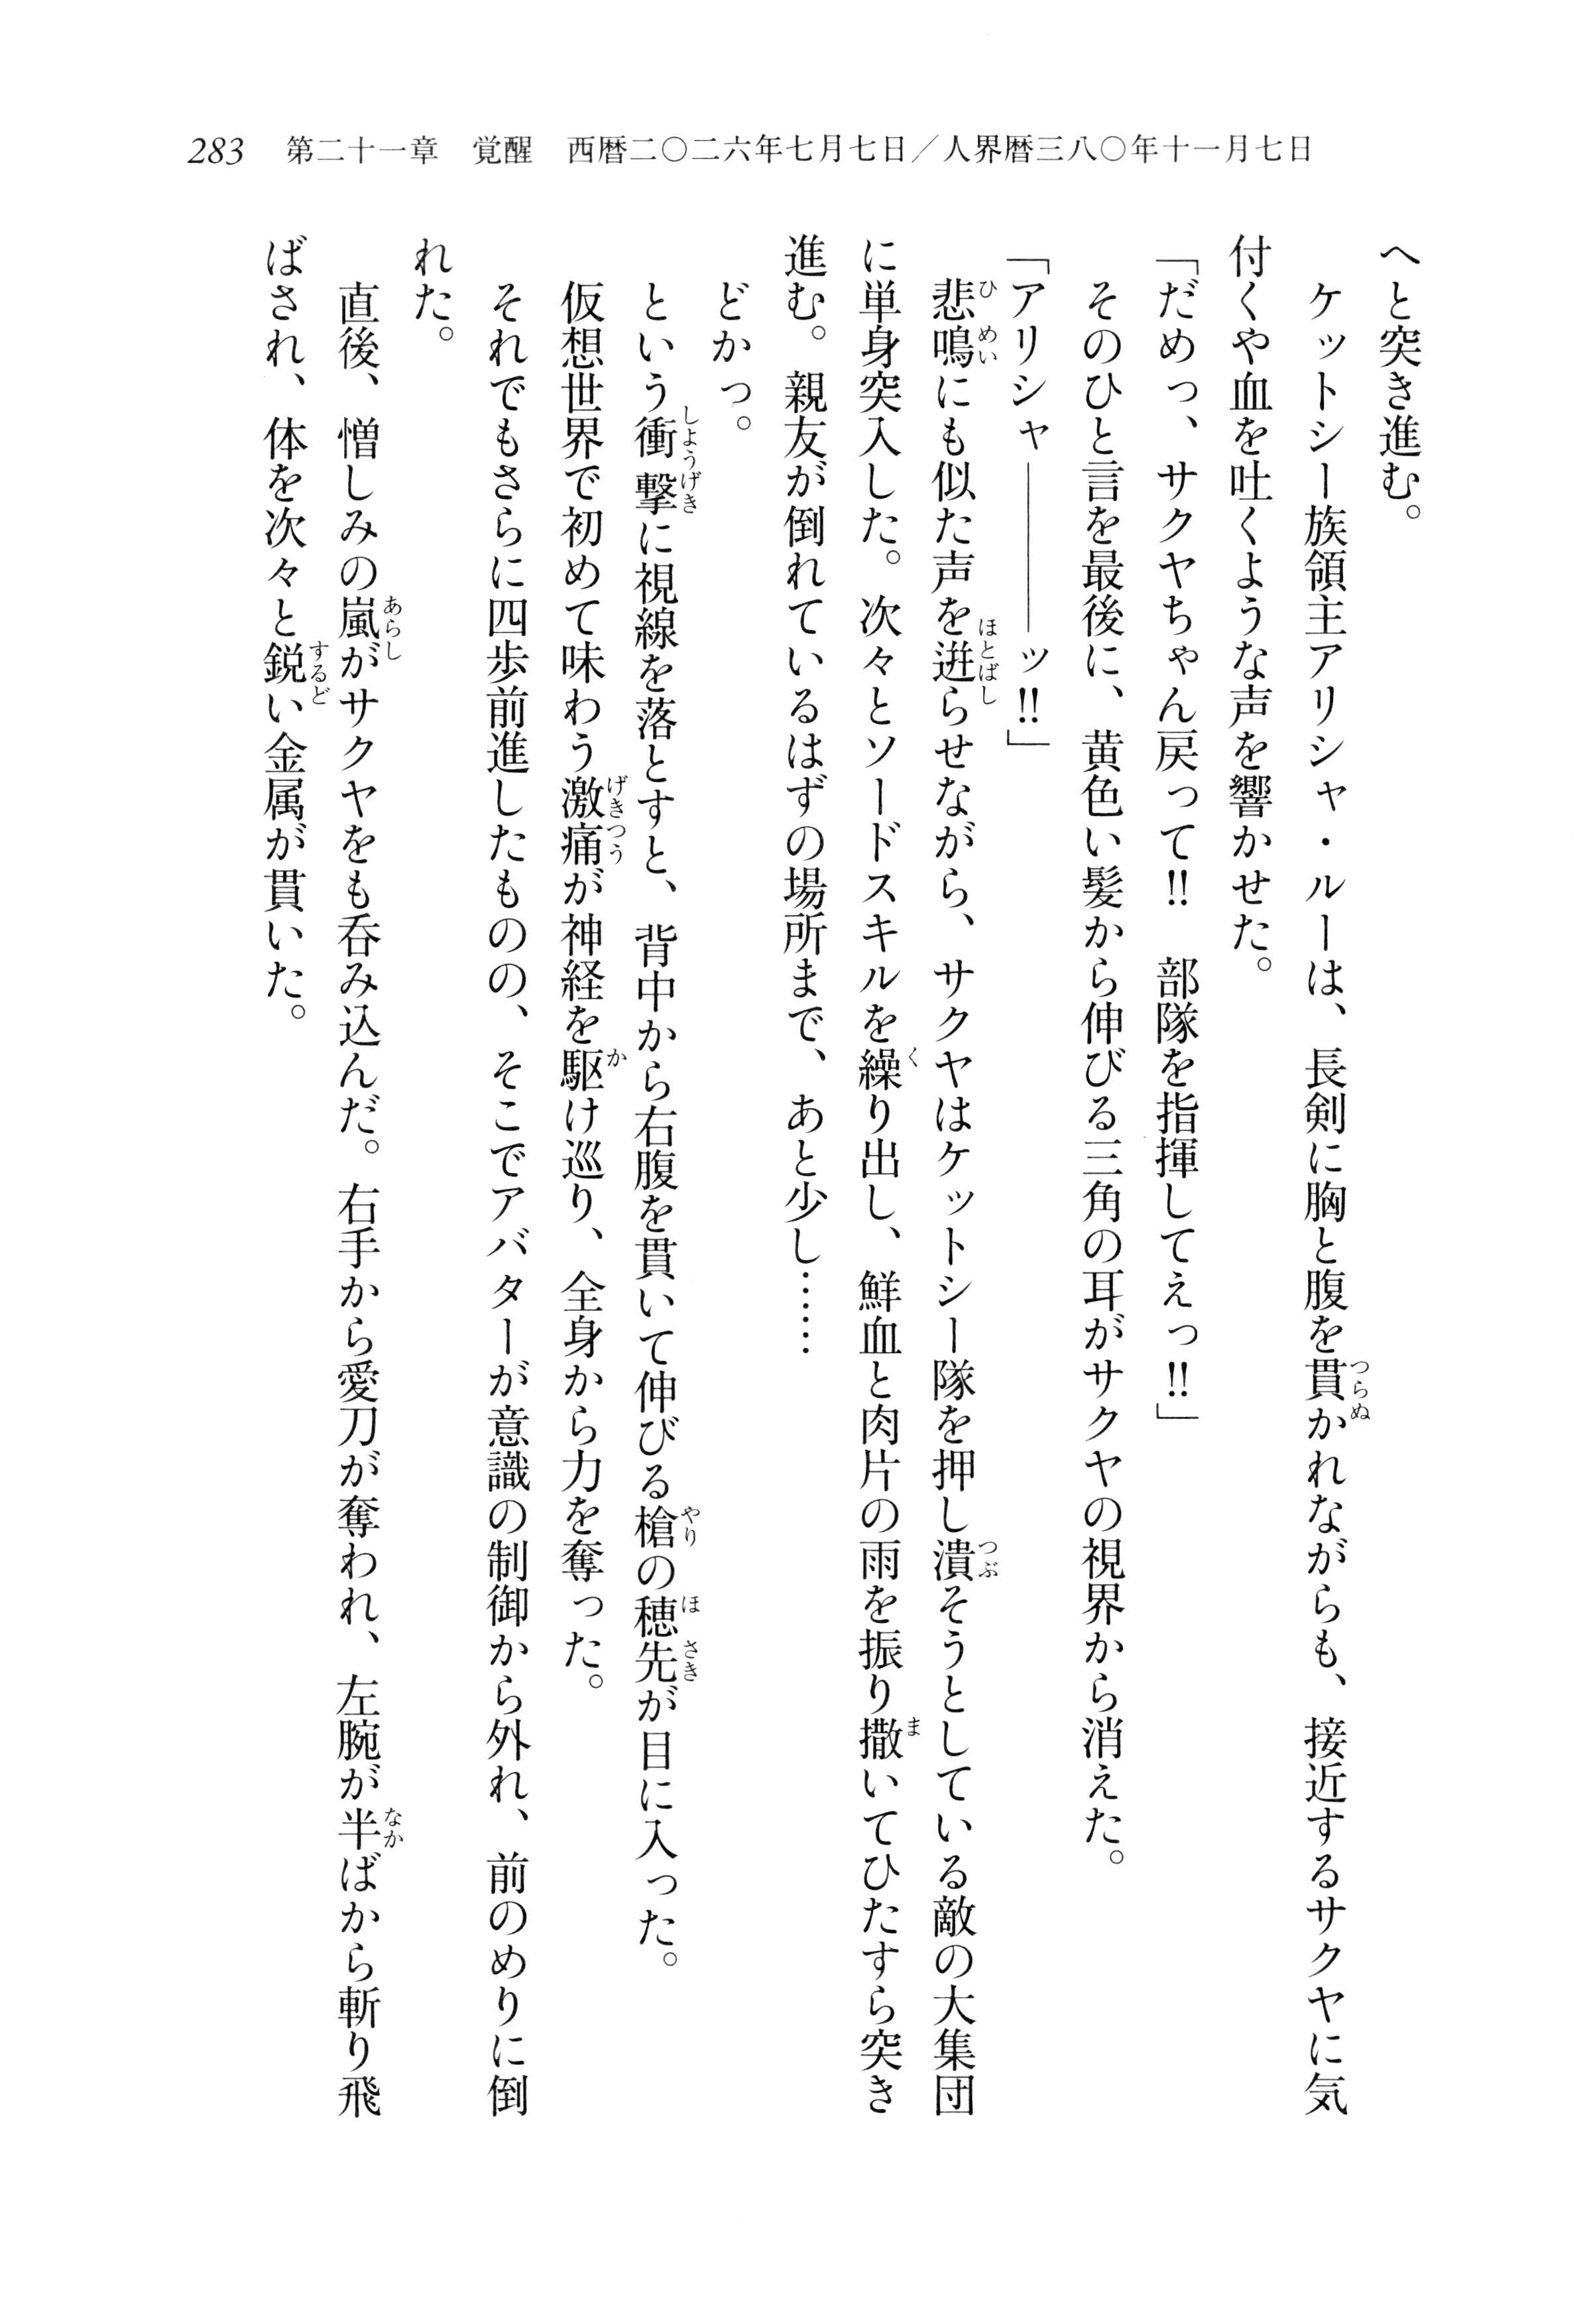 283　第二十一章　覚醒　西暦二〇二六年七月七日／人界暦三八〇年十一月七日
へと突き進む。
　ケットシー族領主アリシャ・ルーは、長剣に胸と腹を貫かれながらも、接近するサクヤに気
付くや血を吐くような声を響かせた。
「だめっ、サクヤちゃん戻って‼　部隊を指揮してえっ‼」
　そのひと言を最後に、黄色い髪から伸びる三角の耳がサクヤの視界から消えた。
「アリシャ――――ッ‼」
　悲鳴にも似た声を迸らせながら、サクヤはケットシー隊を押し潰そうとしている敵の大集団
に単身突入した。次々とソードスキルを繰り出し、鮮血と肉片の雨を振り撒いてひたすら突き
進む。親友が倒れているはずの場所まで、あと少し……
　どかっ。
　という衝撃に視線を落とすと、背中から右腹を貫いて伸びる槍の穂先が目に入った。
　仮想世界で初めて味わう激痛が神経を駆け巡り、全身から力を奪った。
　それでもさらに四歩前進したものの、そこでアバターが意識の制御から外れ、前のめりに倒
れた。
　直後、憎しみの嵐がサクヤをも呑み込んだ。右手から愛刀が奪われ、左腕が半ばから斬り飛
ばされ、体を次々と鋭い金属が貫いた。